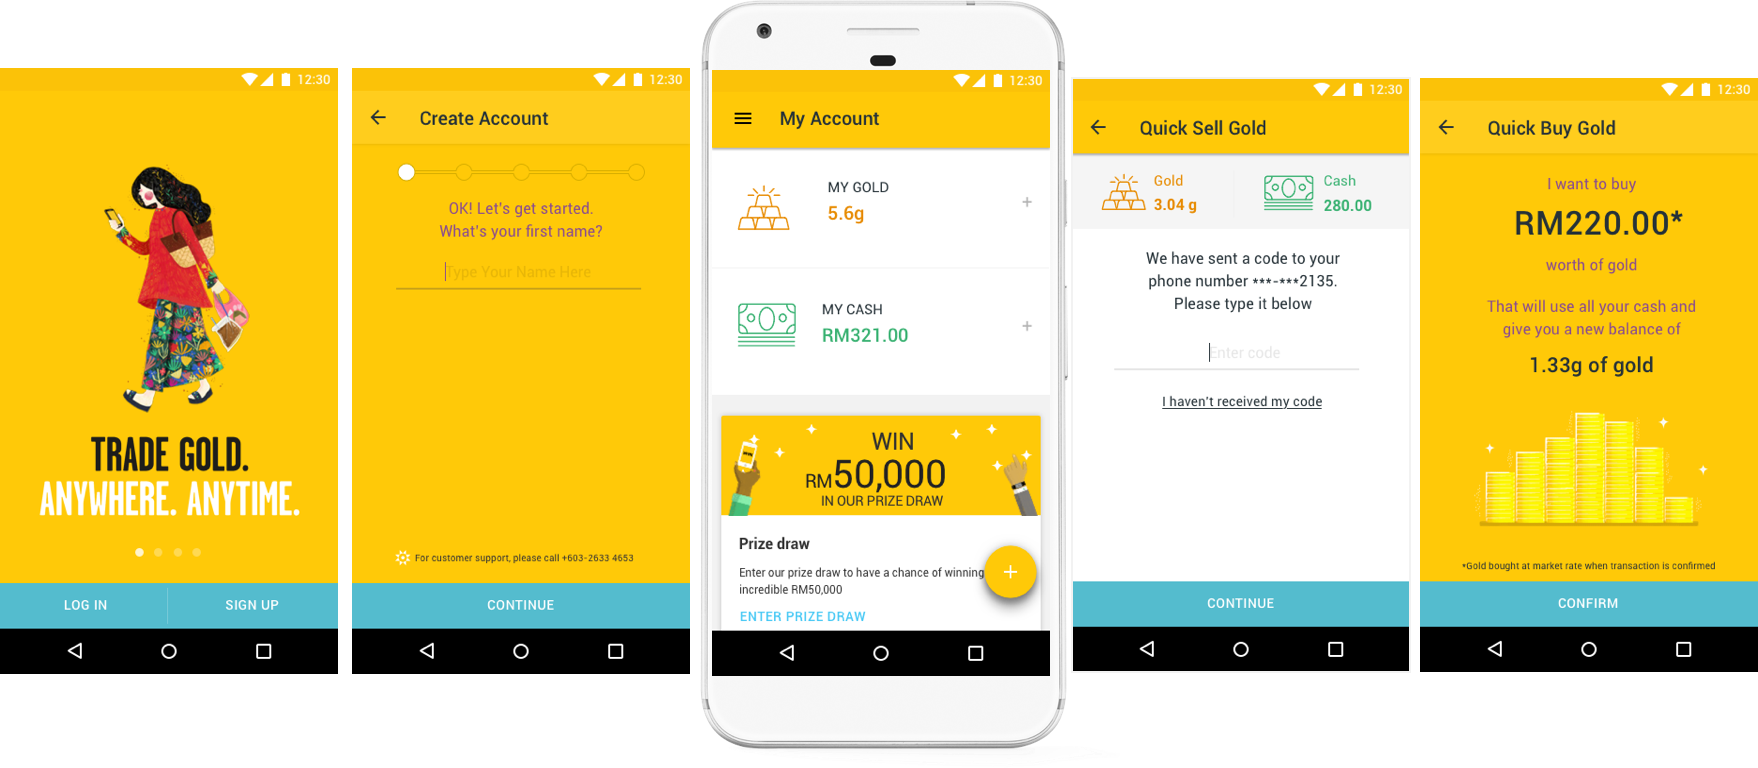 12:30
TRADE GOLD.
ANYWHERE. ANYTIME.
LOG IN
SIGN UP
12:30
Create Account
OK! Let's get started.
What's your first name?
Type Your Name Here
For customer support, please call +603-2633 4653
CONTINUE
12:30
My Account
MY GOLD
5.6g
+
MY CASH
RM321.00
+
WIN
RM50,000
IN OUR PRIZE DRAW
Prize draw
Enter our prize draw to have a chance of winning
incredible RM50,000
ENTER PRIZE DRAW
+
12:30
Quick Sell Gold
Gold
3.04 g
Cash
280.00
We have sent a code to your
phone number ***-***2135.
Please type it below
Enter code
I haven't received my code
CONTINUE
12:30
Quick Buy Gold
I want to buy
RM220.00*
worth of gold
That will use all your cash and
give you a new balance of
1.33g of gold
*Gold bought at market rate when transaction is confirmed
CONFIRM